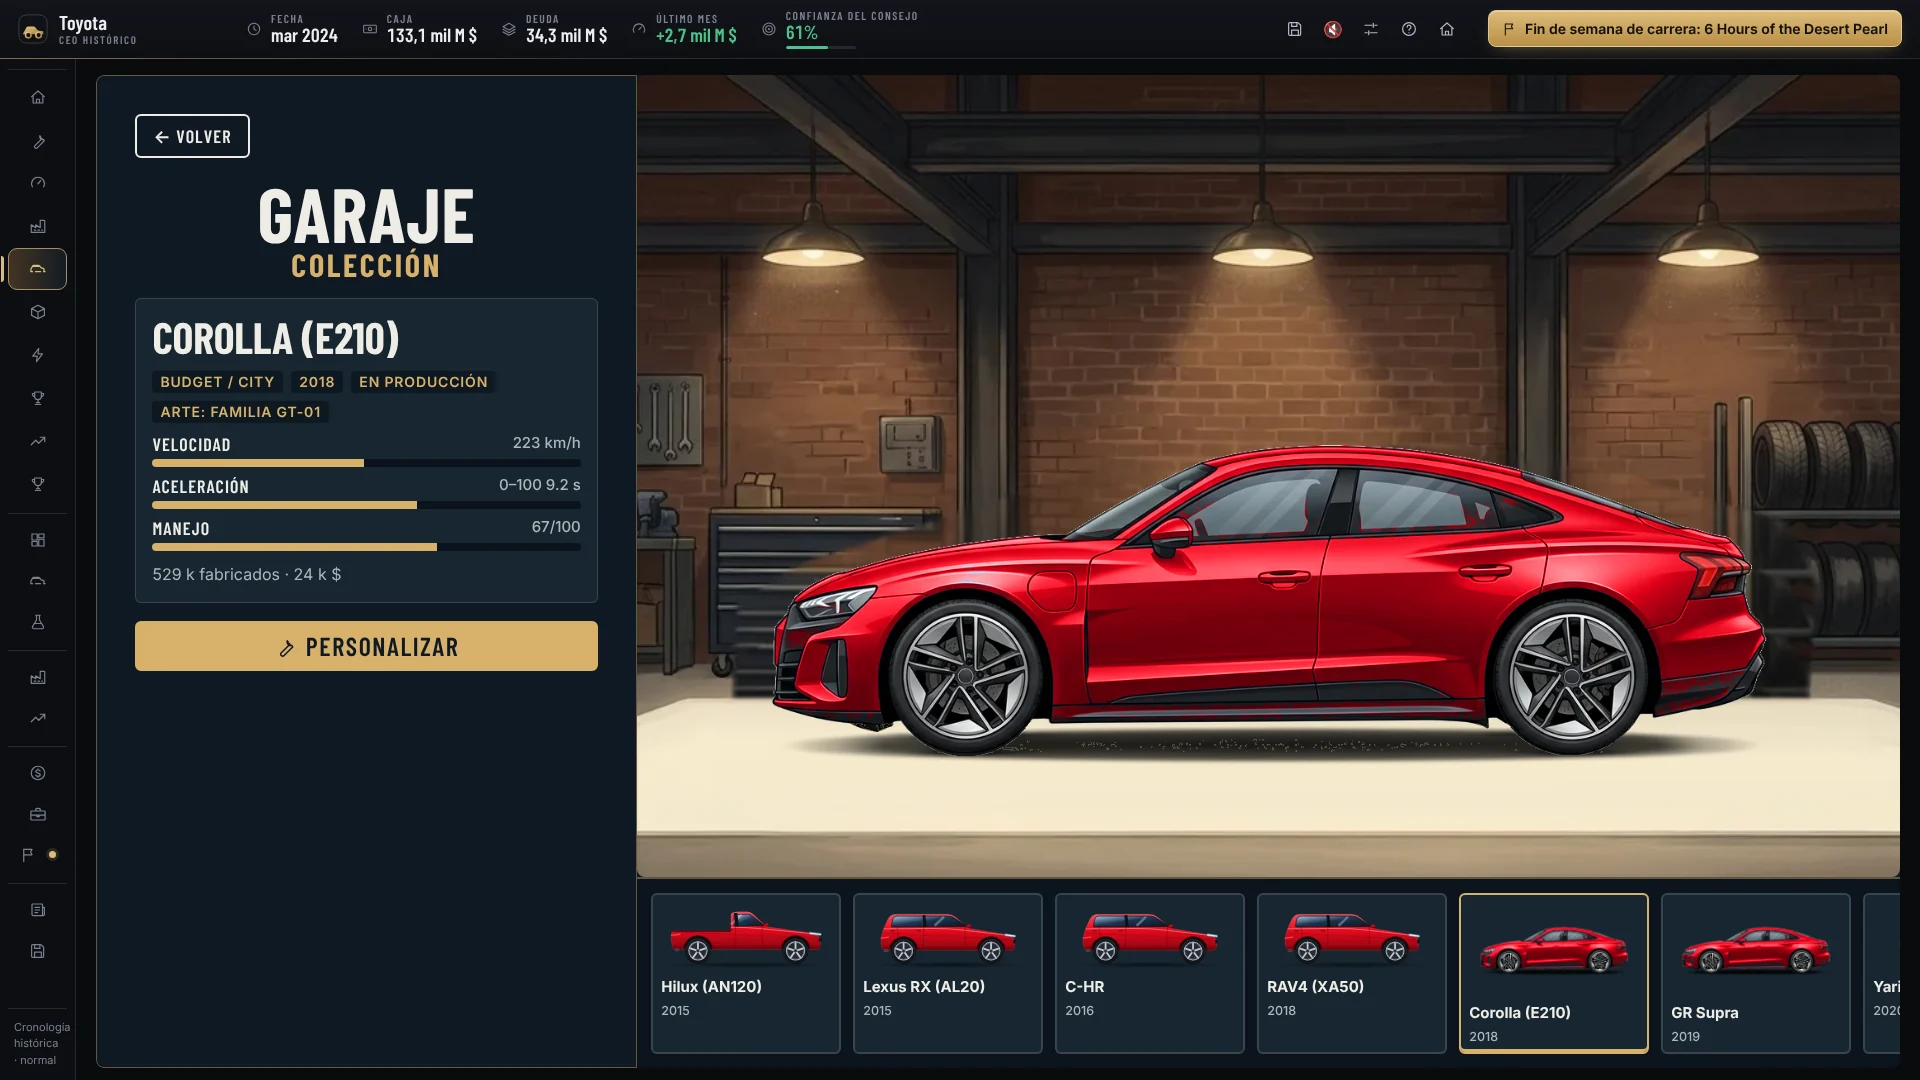 Toyota
CEO HISTÓRICO
FECHA
mar 2024
CAJA
133,1 mil M $
DEUDA
34,3 mil M $
ÚLTIMO MES
+2,7 mil M $
CONFIANZA DEL CONSEJO
61%
Fin de semana de carrera: 6 Hours of the Desert Pearl
← VOLVER
GARAJE
COLECCIÓN
COROLLA (E210)
BUDGET / CITY
2018
EN PRODUCCIÓN
ARTE: FAMILIA GT-01
VELOCIDAD
223 km/h
ACELERACIÓN
0–100 9.2 s
MANEJO
67/100
529 k fabricados · 24 k $
PERSONALIZAR
Hilux (AN120)
2015
Lexus RX (AL20)
2015
C-HR
2016
RAV4 (XA50)
2018
Corolla (E210)
2018
GR Supra
2019
Yari
202
Cronología
histórica
· normal